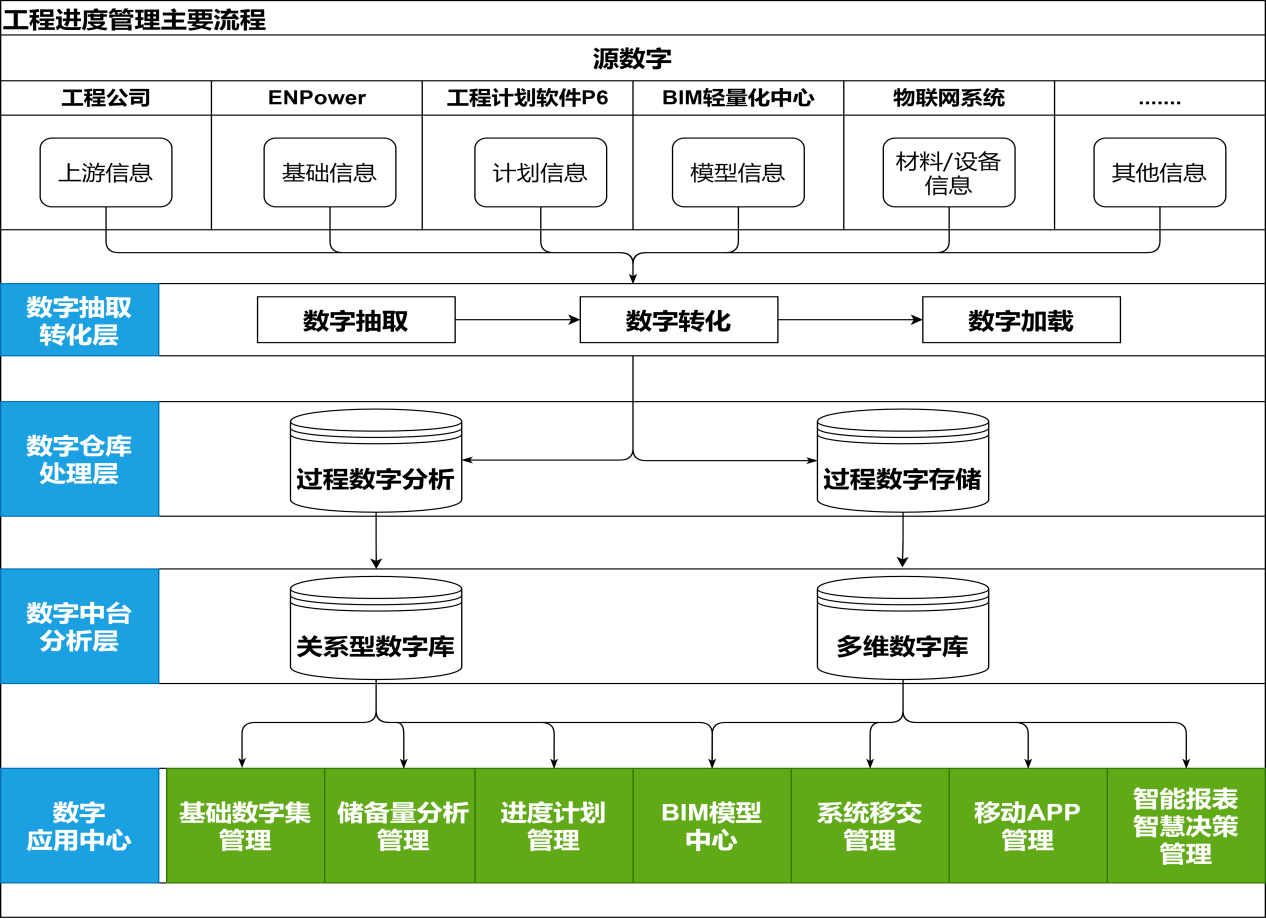 工程进度管理主要流程
源数字
工程公司
ENPower
工程计划软件P6
BIM轻量化中心
物联网系统
.......
上游信息
基础信息
计划信息
模型信息
材料/设备
信息
其他信息
数字抽取
转化层
数字抽取
数字转化
数字加载
数字仓库
处理层
过程数字分析
过程数字存储
数字中台
分析层
关系型数字库
多维数字库
数字
应用中心
基础数字集
管理
储备量分析
管理
进度计划
管理
BIM模型
中心
系统移交
管理
移动APP
管理
智能报表
智慧决策
管理